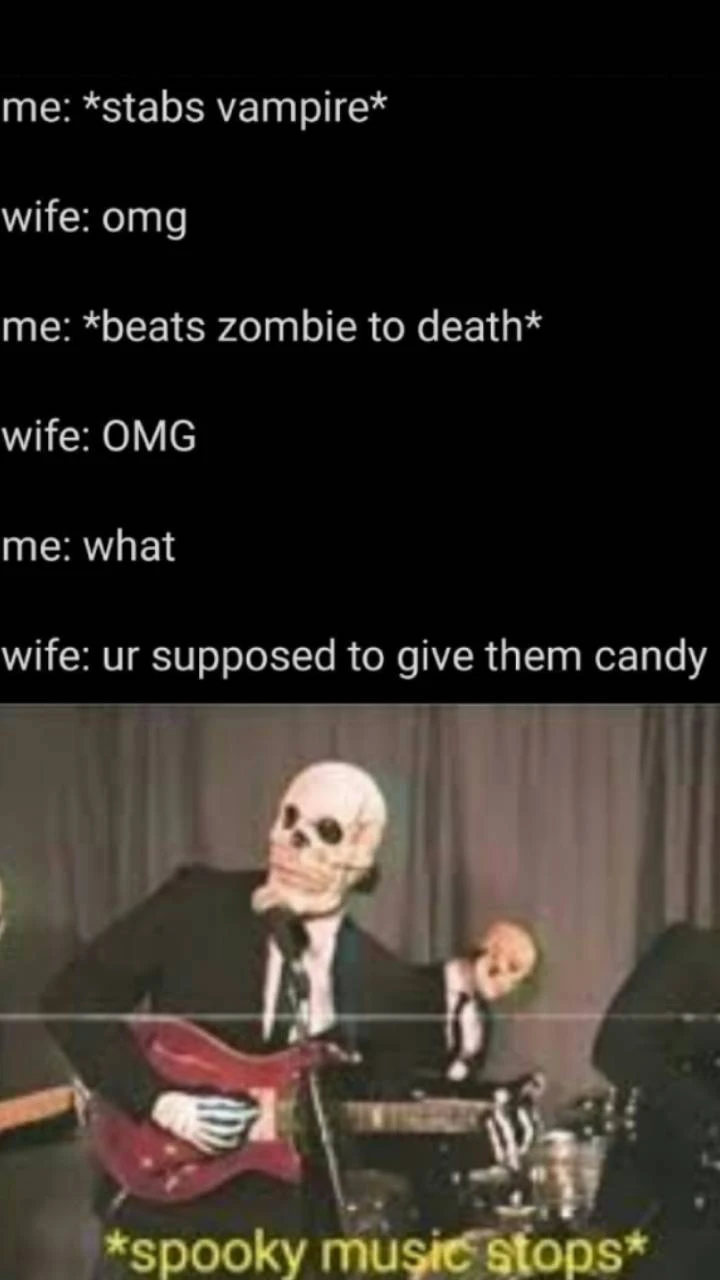 me: *stabs vampire*
wife: omg
me: *beats zombie to death*
wife: OMG
me: what
wife: ur supposed to give them candy
*spooky music stops*